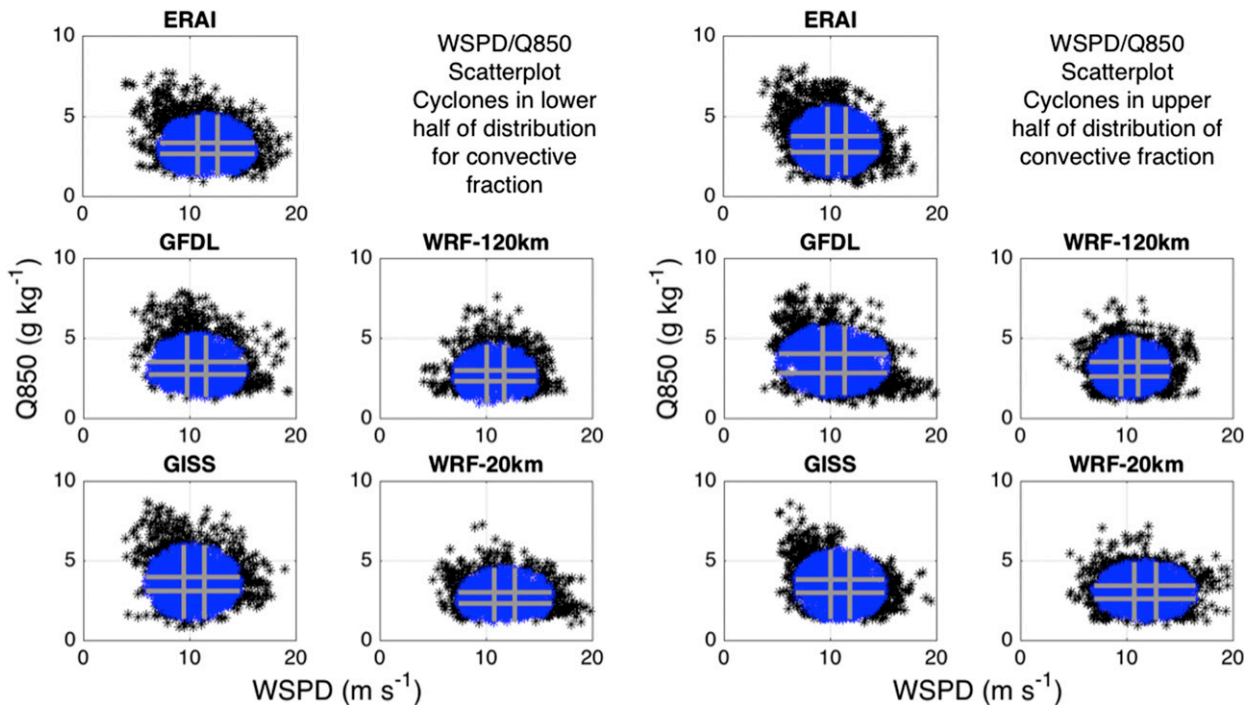 ERAI
10
5
0
0
10
20
WSPD/Q850
Scatterplot
Cyclones in lower
half of distribution
for convective
fraction
GFDL
10
5
0
0
10
20
WRF-120km
10
5
0
0
10
20
GISS
10
5
0
0
10
20
WRF-20km
10
5
0
0
10
20
Q850 (g kg⁻¹)
WSPD (m s⁻¹)
ERAI
10
5
0
0
10
20
WSPD/Q850
Scatterplot
Cyclones in upper
half of distribution of
convective fraction
GFDL
10
5
0
0
10
20
WRF-120km
10
5
0
0
10
20
GISS
10
5
0
0
10
20
WRF-20km
10
5
0
0
10
20
Q850 (g kg⁻¹)
WSPD (m s⁻¹)